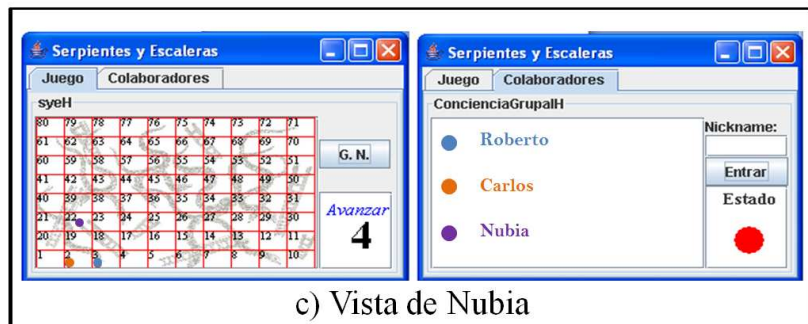 Serpientes y Escaleras
Juego Colaboradores
syeH
80 79 78 77 76 75 74 73 72 71
61 62 63 64 65 66 67 68 69 70
60 59 58 57 56 55 54 53 52 51
41 42 43 44 45 46 47 48 49 50
40 39 38 37 36 35 34 33 32 31
21 22 23 24 25 26 27 28 29 30
20 19 18 17 16 15 14 13 12 11
1 2 3 4 5 6 7 8 9 10
G. N.
Avanzar
4
Serpientes y Escaleras
Juego Colaboradores
ConcienciaGrupalH
Roberto
Carlos
Nubia
Nickname:
Entrar
Estado
c) Vista de Nubia